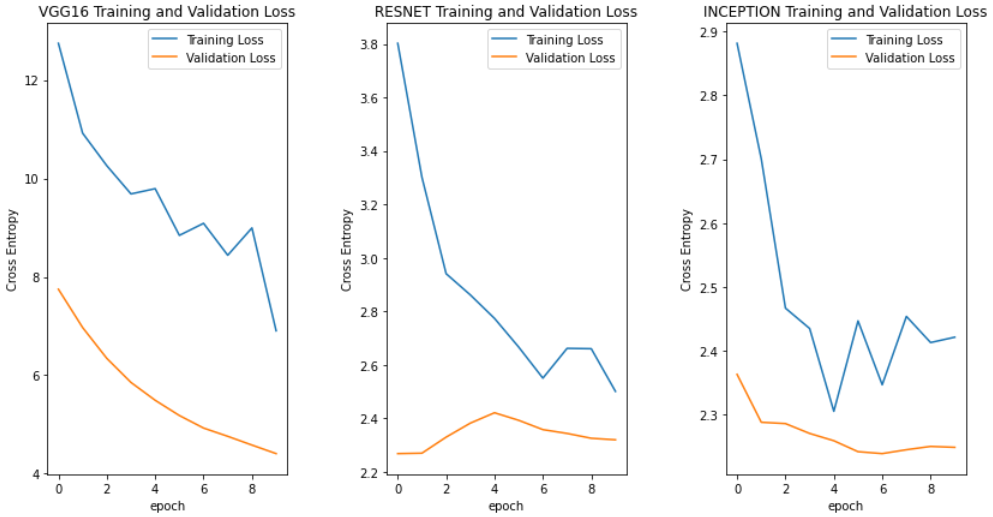 VGG16 Training and Validation Loss
Training Loss
Validation Loss
12
10
8
6
4
Cross Entropy
0 2 4 6 8
epoch
RESNET Training and Validation Loss
Training Loss
Validation Loss
3.8
3.6
3.4
3.2
3.0
2.8
2.6
2.4
2.2
Cross Entropy
0 2 4 6 8
epoch
INCEPTION Training and Validation Loss
Training Loss
Validation Loss
2.9
2.8
2.7
2.6
2.5
2.4
2.3
Cross Entropy
0 2 4 6 8
epoch